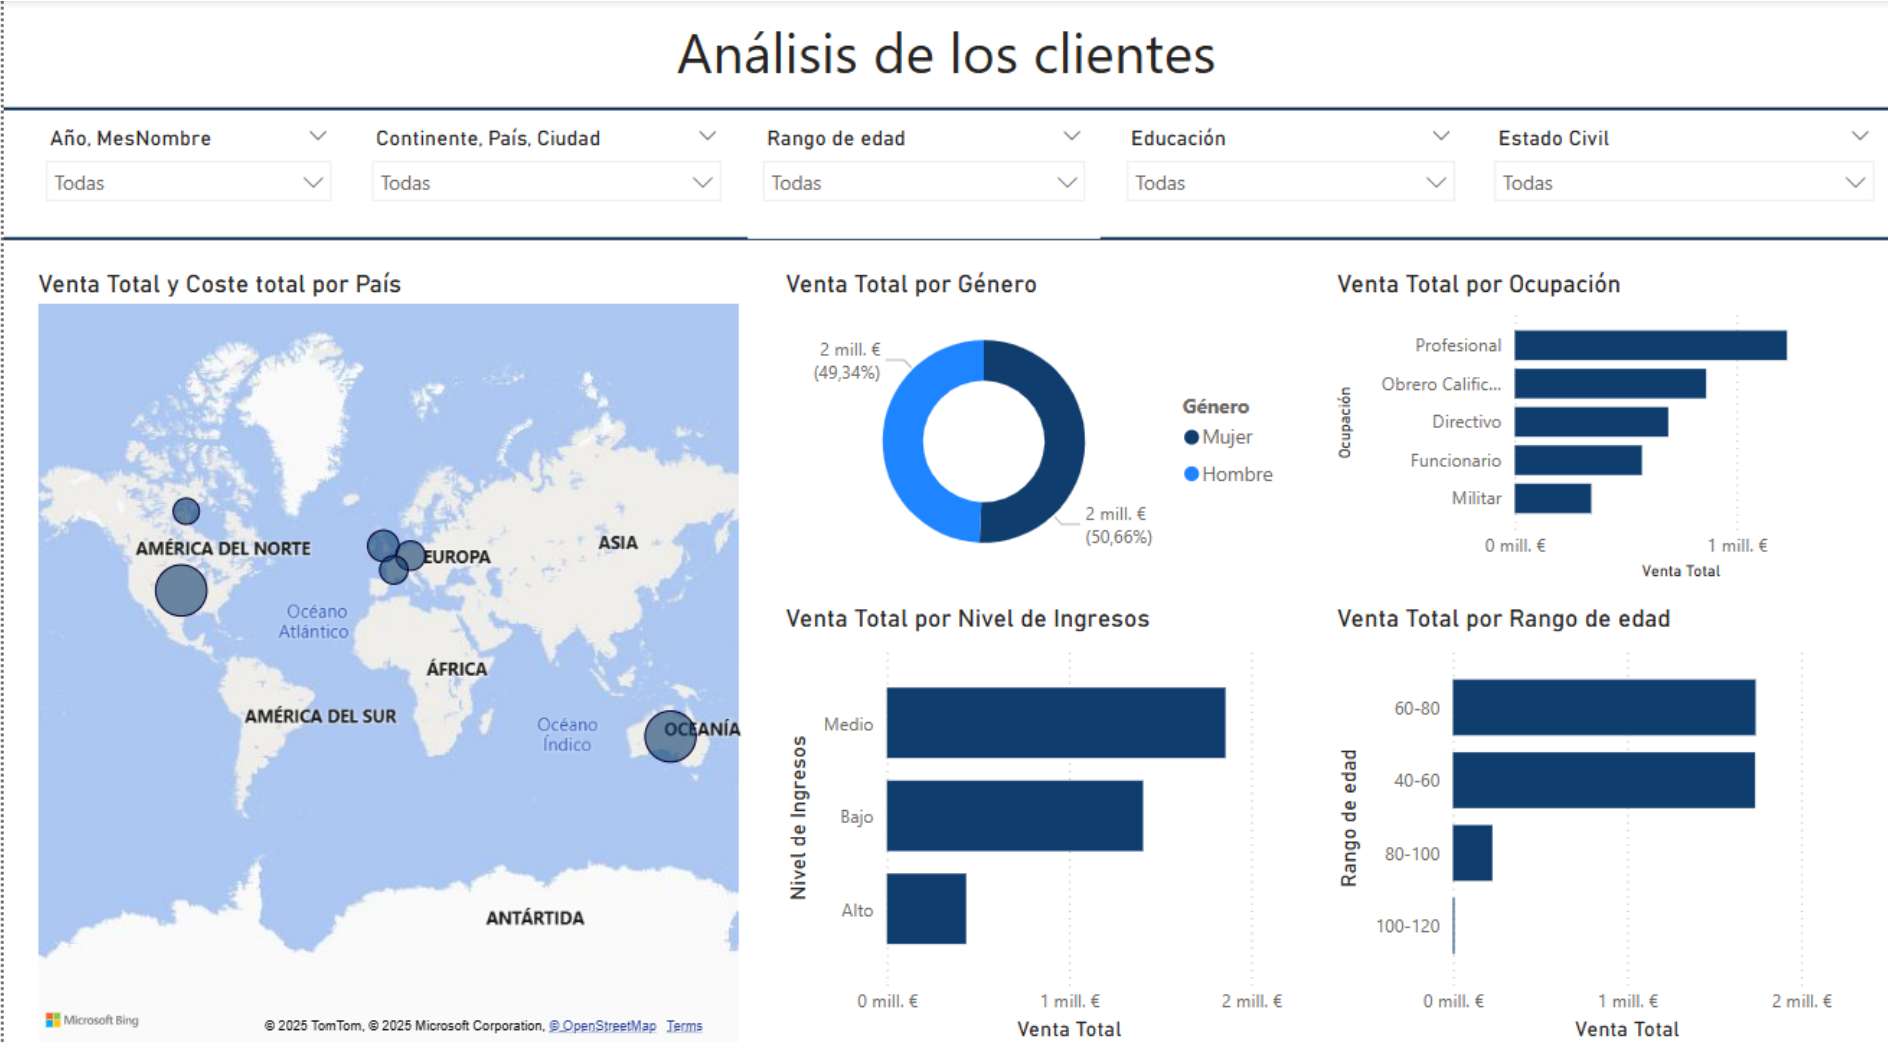 Análisis de los clientes
Año, MesNombre
Todas
Continente, País, Ciudad
Todas
Rango de edad
Todas
Educación
Todas
Estado Civil
Todas
Venta Total y Coste total por País
AMÉRICA DEL NORTE
EUROPA
ASIA
Océano
Atlántico
ÁFRICA
AMÉRICA DEL SUR
Océano
Índico
OCEANÍA
ANTÁRTIDA
Microsoft Bing
© 2025 TomTom, © 2025 Microsoft Corporation, © OpenStreetMap Terms
Venta Total por Género
2 mill. €
(49,34%)
2 mill. €
(50,66%)
Género
Mujer
Hombre
Venta Total por Ocupación
Ocupación
Profesional
Obrero Calific...
Directivo
Funcionario
Militar
0 mill. € 1 mill. €
Venta Total
Venta Total por Nivel de Ingresos
Nivel de Ingresos
Medio
Bajo
Alto
0 mill. € 1 mill. € 2 mill. €
Venta Total
Venta Total por Rango de edad
Rango de edad
60-80
40-60
80-100
100-120
0 mill. € 1 mill. € 2 mill. €
Venta Total